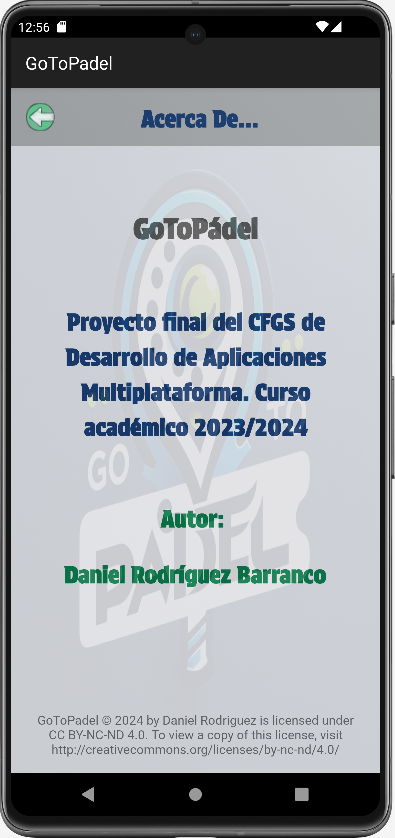 12:56
GoToPadel
Acerca De...
GoToPádel
Proyecto final del CFGS de
Desarrollo de Aplicaciones
Multiplataforma. Curso
académico 2023/2024
GO
TO
PADEL
Autor:
Daniel Rodríguez Barranco
GoToPadel © 2024 by Daniel Rodriguez is licensed under
CC BY-NC-ND 4.0. To view a copy of this license, visit
http://creativecommons.org/licenses/by-nc-nd/4.0/